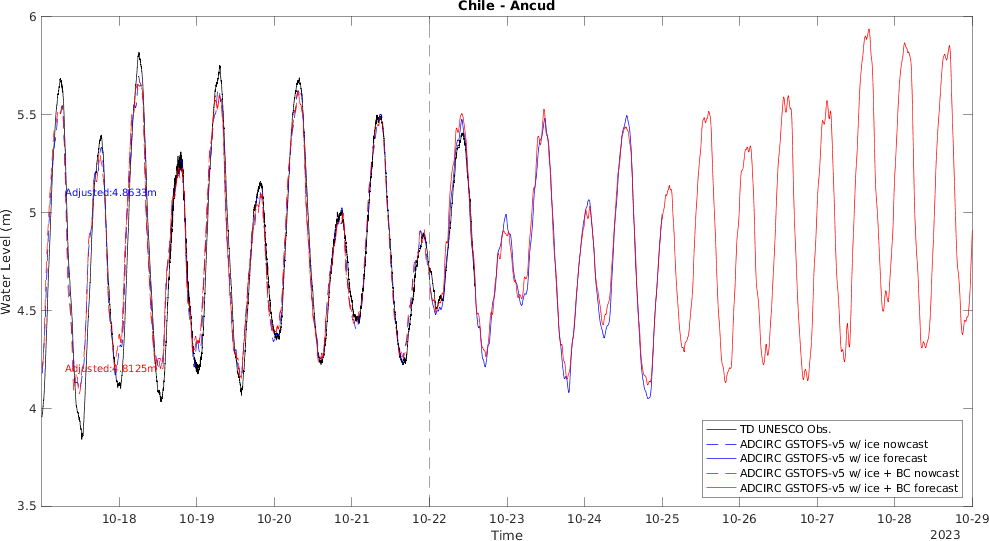 Chile - Ancud
6
5.5
5
4.5
4
3.5
Water Level (m)
Adjusted:4.8633m
Adjusted:4.8125m
TD UNESCO Obs.
ADCIRC GSTOFS-v5 w/ ice nowcast
ADCIRC GSTOFS-v5 w/ ice forecast
ADCIRC GSTOFS-v5 w/ ice + BC nowcast
ADCIRC GSTOFS-v5 w/ ice + BC forecast
10-18 10-19 10-20 10-21 10-22 10-23 10-24 10-25 10-26 10-27 10-28 10-29
Time
2023